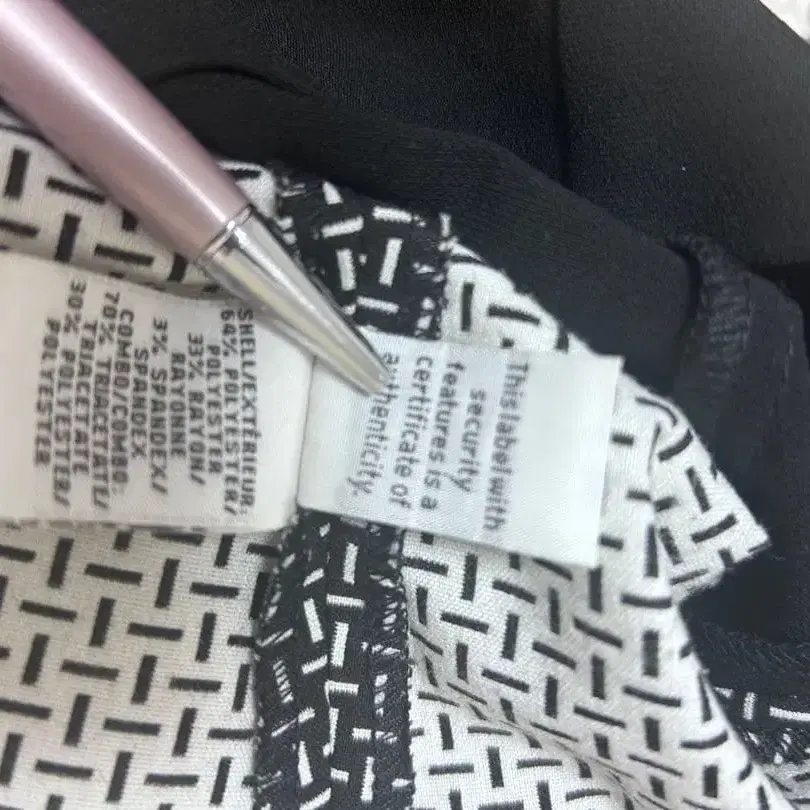 SHELL/EXTÉRIEUR:
64% POLYESTER/
POLYESTER
33% RAYON/
RAYONNE
3% SPANDEX/
SPANDEX
COMBO/COMBO:
70% TRIACETATE/
TRIACETATE
30% POLYESTER/
POLYESTER
This label with
security
features is a
certificate of
authenticity.